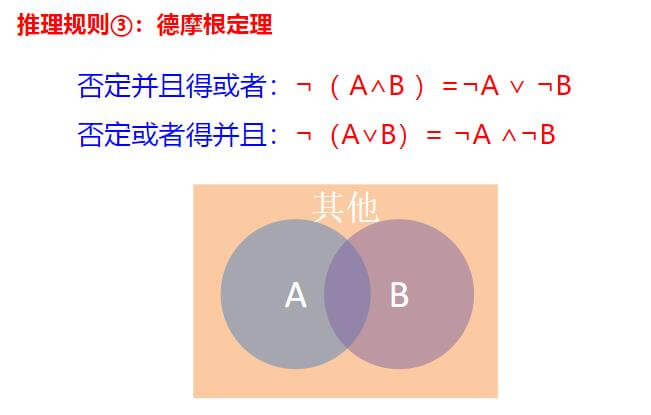 推理规则③：德摩根定理
否定并且得或者：¬（A∧B）=¬A ∨ ¬B
否定或者得并且：¬（A∨B）= ¬A ∧¬B
其他
A
B